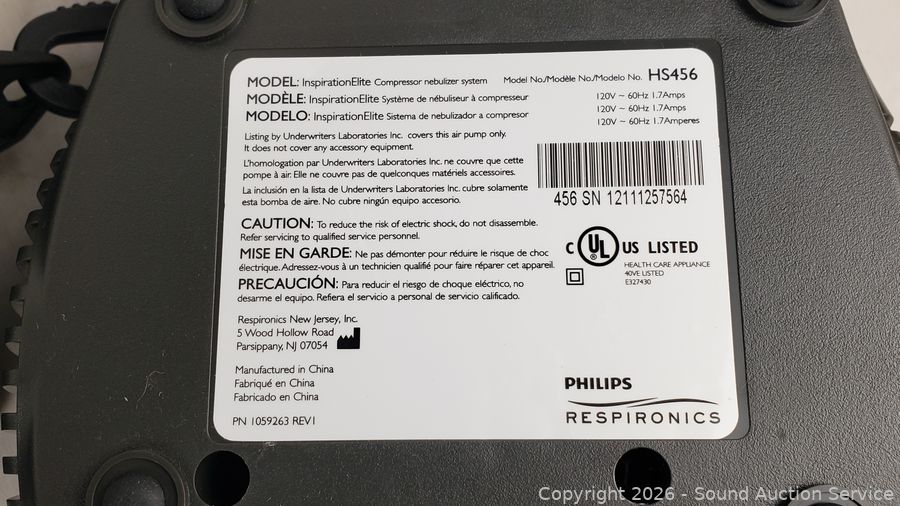 MODEL: InspirationElite Compressor nebulizer system Model No./Modèle No./Modelo No. HS456
MODÈLE: InspirationElite Système de nébuliseur à compresseur 120V ~ 60Hz 1.7Amps
MODELO: InspirationElite Sistema de nebulizador a compresor 120V ~ 60Hz 1.7Amps
120V ~ 60Hz 1.7Amperes
Listing by Underwriters Laboratories Inc. covers this air pump only.
It does not cover any accessory equipment.
L'homologation par Underwriters Laboratories Inc. ne couvre que cette
pompe à air. Elle ne couvre pas de quelconques matériels accessoires.
La inclusión en la lista de Underwriters Laboratories Inc. cubre solamente
esta bomba de aire. No cubre ningún equipo accesorio.
456 SN 12111257564
CAUTION: To reduce the risk of electric shock, do not disassemble.
Refer servicing to qualified service personnel.
MISE EN GARDE: Ne pas démonter pour réduire le risque de choc
électrique. Adressez-vous à un technicien qualifié pour faire réparer cet appareil.
PRECAUCIÓN: Para reducir el riesgo de choque eléctrico, no
desarme el equipo. Refiera el servicio a personal de servicio calificado.
C UL ® US LISTED
HEALTH CARE APPLIANCE
40VE LISTED
E327430
Respironics New Jersey, Inc.
5 Wood Hollow Road
Parsippany, NJ 07054
Manufactured in China
Fabriqué en China
Fabricado en China
PN 1059263 REV1
PHILIPS
RESPIRONICS
Copyright 2026 - Sound Auction Service